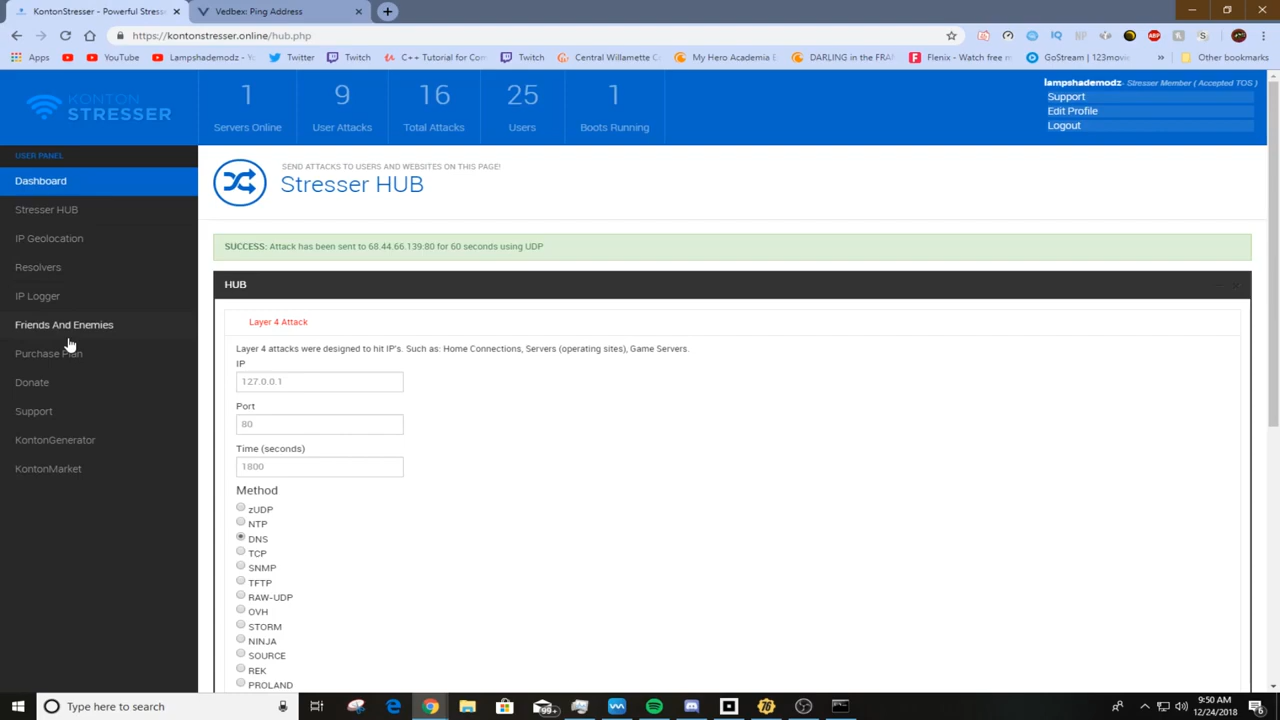 KontonStresser - Powerful Stress
Vedbex: Ping Address
https://kontonstresser.online/hub.php
Apps
YouTube
Lampshademodz - Yo
Twitter
Twitch
C++ Tutorial for Com
Twitch
Central Willamette C
My Hero Academia E
DARLING in the FRAN
Flenix - Watch free m
GoStream | 123movie
»
Other bookmarks
KONTON
STRESSER
1
Servers Online
9
User Attacks
16
Total Attacks
25
Users
1
Boots Running
lampshademodz - Stresser Member ( Accepted TOS )
Support
Edit Profile
Logout
USER PANEL
Dashboard
Stresser HUB
IP Geolocation
Resolvers
IP Logger
Friends And Enemies
Purchase Plan
Donate
Support
KontonGenerator
KontonMarket
SEND ATTACKS TO USERS AND WEBSITES ON THIS PAGE!
Stresser HUB
SUCCESS: Attack has been sent to 68.44.66.139:80 for 60 seconds using UDP
HUB
Layer 4 Attack
Layer 4 attacks were designed to hit IP's. Such as: Home Connections, Servers (operating sites), Game Servers.
IP
127.0.0.1
Port
80
Time (seconds)
1800
Method
zUDP
NTP
DNS
TCP
SNMP
TFTP
RAW-UDP
OVH
STORM
NINJA
SOURCE
REK
PROLAND
Type here to search
99+
76
9:50 AM
12/24/2018
6